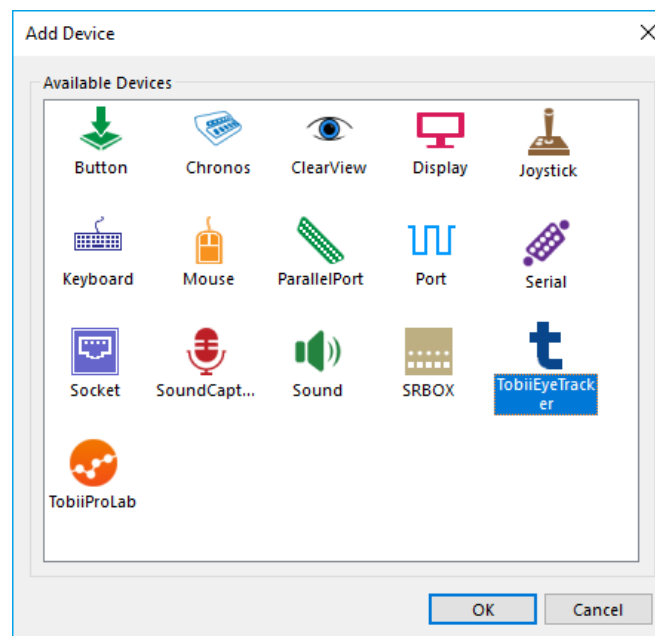 Add Device
Available Devices
Button
Chronos
ClearView
Display
Joystick
Keyboard
Mouse
ParallelPort
Port
Serial
Socket
SoundCapt...
Sound
SRBOX
TobiiEyeTrack
er
TobiiProLab
OK
Cancel